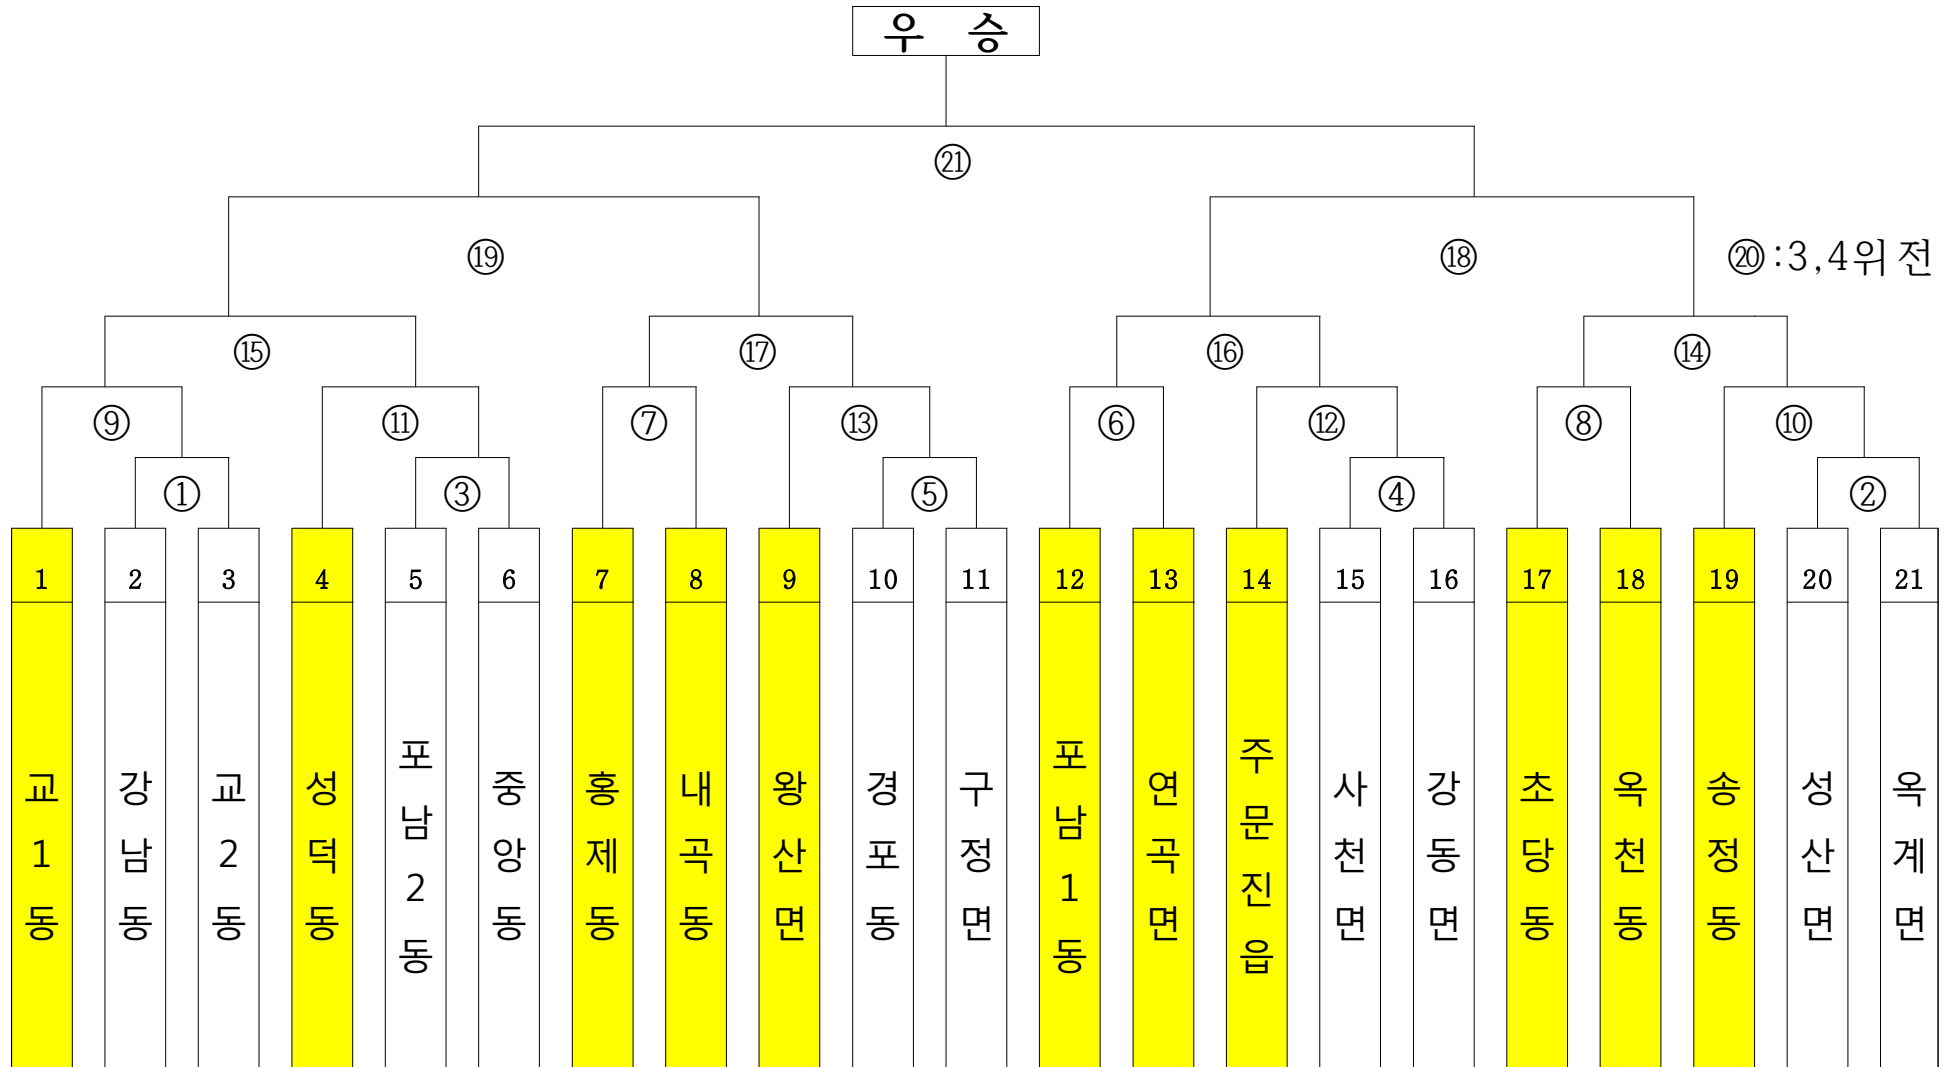 우 승
㉑
⑲ ⑱ ⑳:3,4위 전
⑮ ⑰ ⑯ ⑭
⑨ ⑪ ⑦ ⑬ ⑥ ⑫ ⑧ ⑩
① ③ ⑤ ④ ②
1 2 3 4 5 6 7 8 9 10 11 12 13 14 15 16 17 18 19 20 21
교1동
강남동
교2동
성덕동
포남2동
중앙동
홍제동
내곡동
왕산면
경포동
구정면
포남1동
연곡면
주문진읍
사천면
강동면
초당동
옥천동
송정동
성산면
옥계면